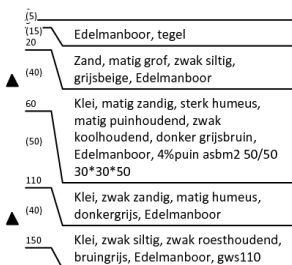 (5)
(15)
Edelmanboor, tegel
20
Zand, matig grof, zwak siltig,
(40)
grijsbeige, Edelmanboor
60
Klei, matig zandig, sterk humeus,
matig puinhoudend, zwak
(50)
koolhoudend, donker grijsbruin,
Edelmanboor, 4%puin asbm2 50/50
30*30*50
110
Klei, zwak zandig, matig humeus,
(40)
donkergrijs, Edelmanboor
150
Klei, zwak siltig, zwak roesthoudend,
bruingrijs, Edelmanboor, gws110